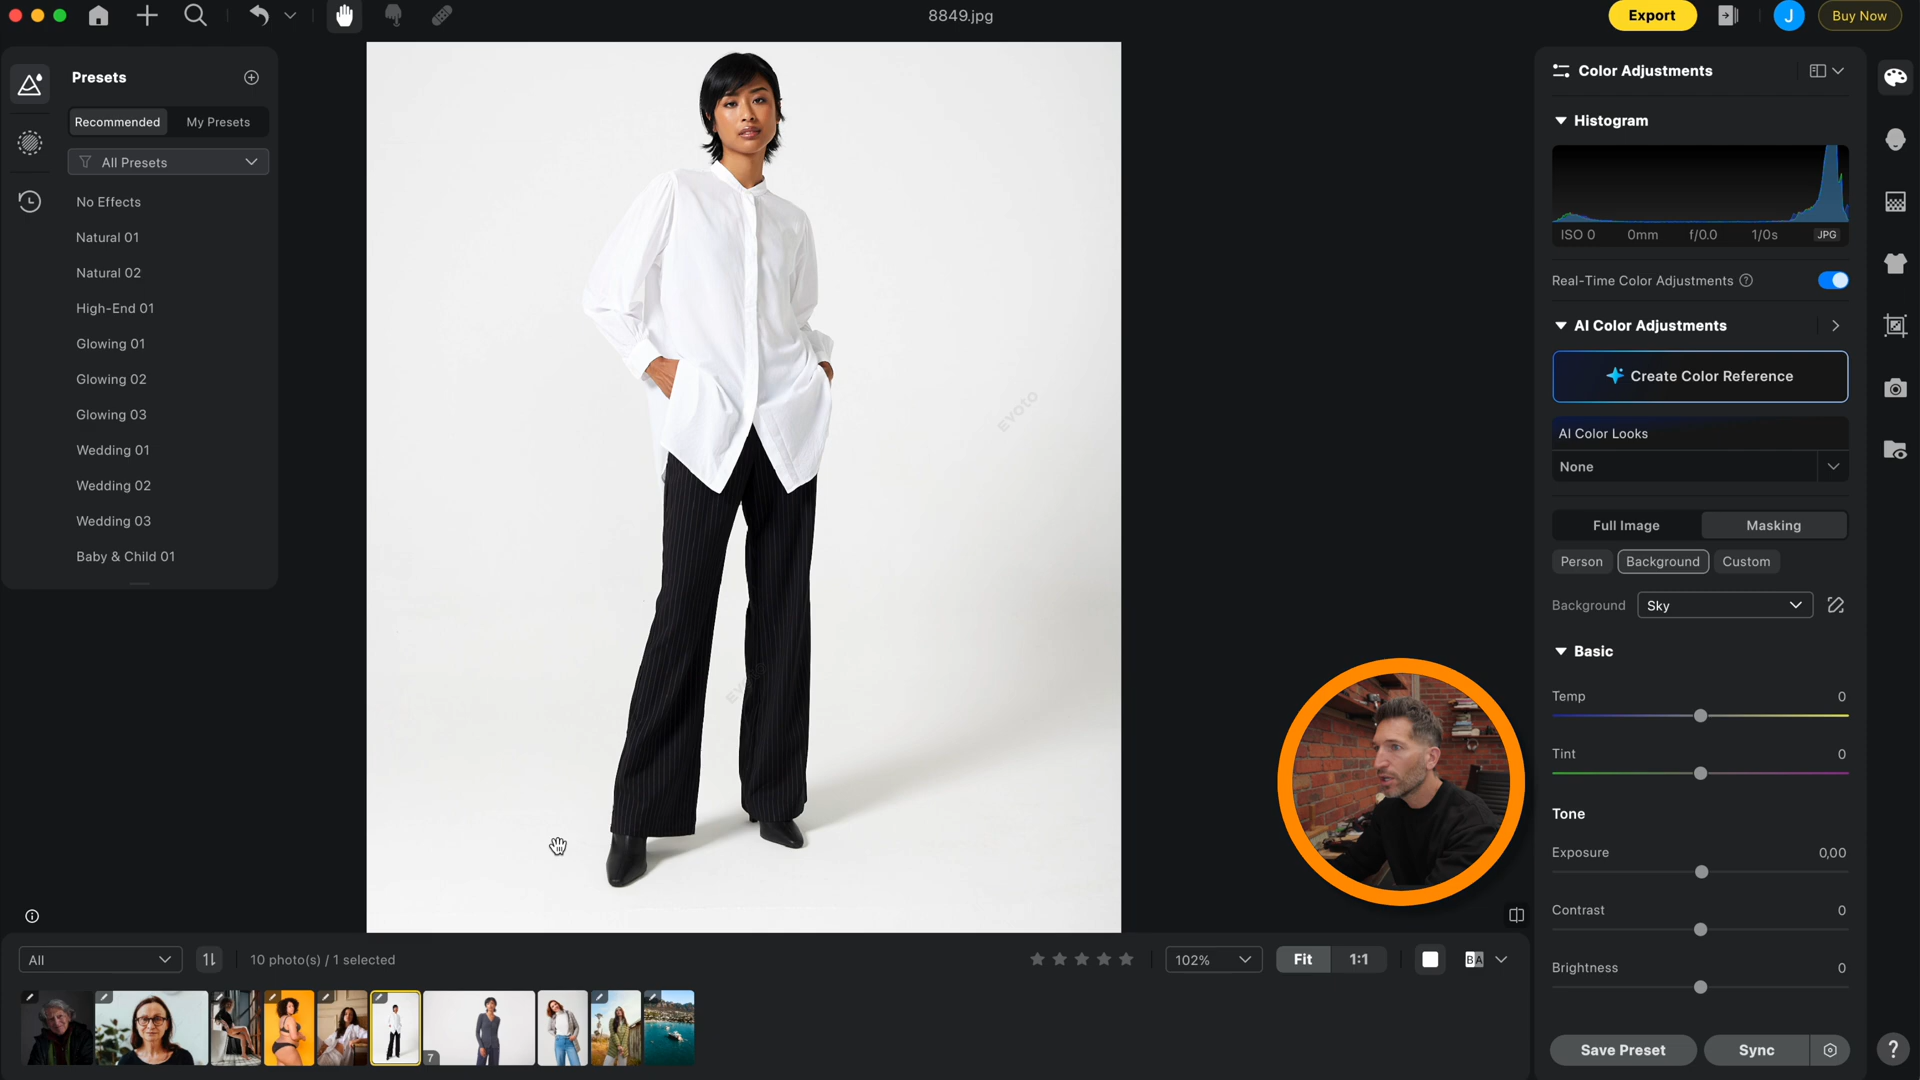 8849.jpg
Export
J
Buy Now
Presets
Recommended
My Presets
All Presets
No Effects
Natural 01
Natural 02
High-End 01
Glowing 01
Glowing 02
Glowing 03
Wedding 01
Wedding 02
Wedding 03
Baby & Child 01
EVOTO
Color Adjustments
Histogram
ISO 0 0mm f/0.0 1/0s JPG
Real-Time Color Adjustments ?
AI Color Adjustments
Create Color Reference
AI Color Looks
None
Full Image Masking
Person Background Custom
Background Sky
Basic
Temp 0
Tint 0
Tone
Exposure 0,00
Contrast 0
Brightness 0
Save Preset Sync ?
All
10 photo(s) / 1 selected
102%
Fit
1:1
BA
7